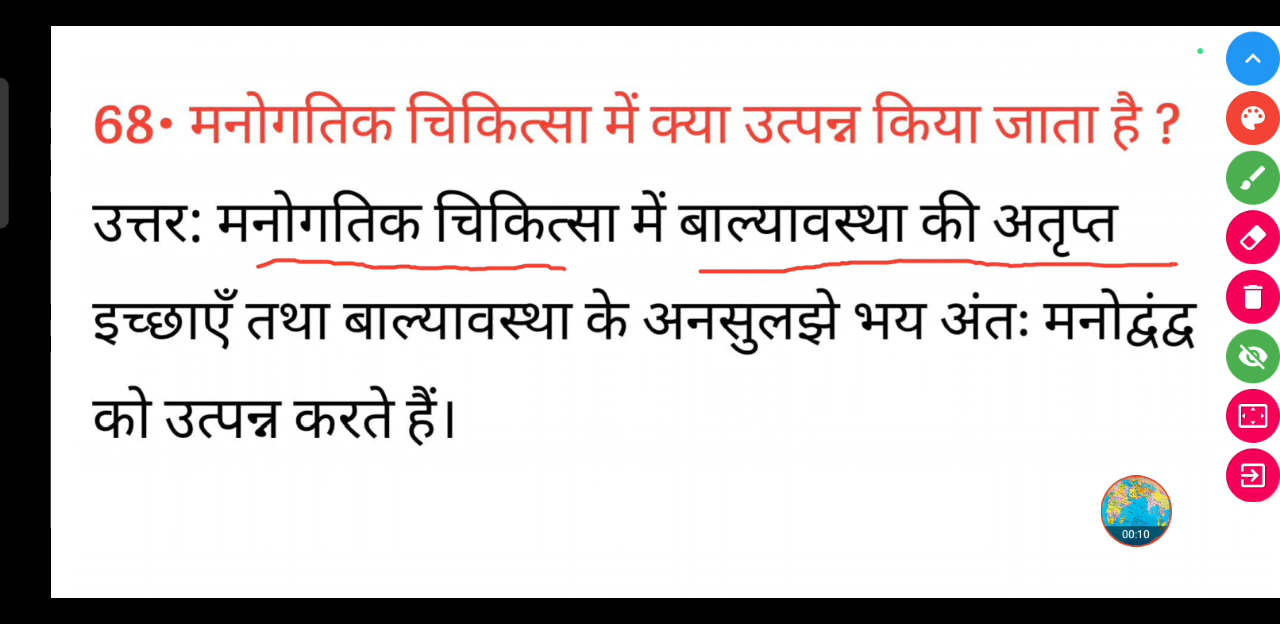 68• मनोगतिक चिकित्सा में क्या उत्पन्न किया जाता है ?
उत्तर: मनोगतिक चिकित्सा में बाल्यावस्था की अतृप्त
इच्छाएँ तथा बाल्यावस्था के अनसुलझे भय अंतः मनोद्वंद्व
को उत्पन्न करते हैं।
00:10